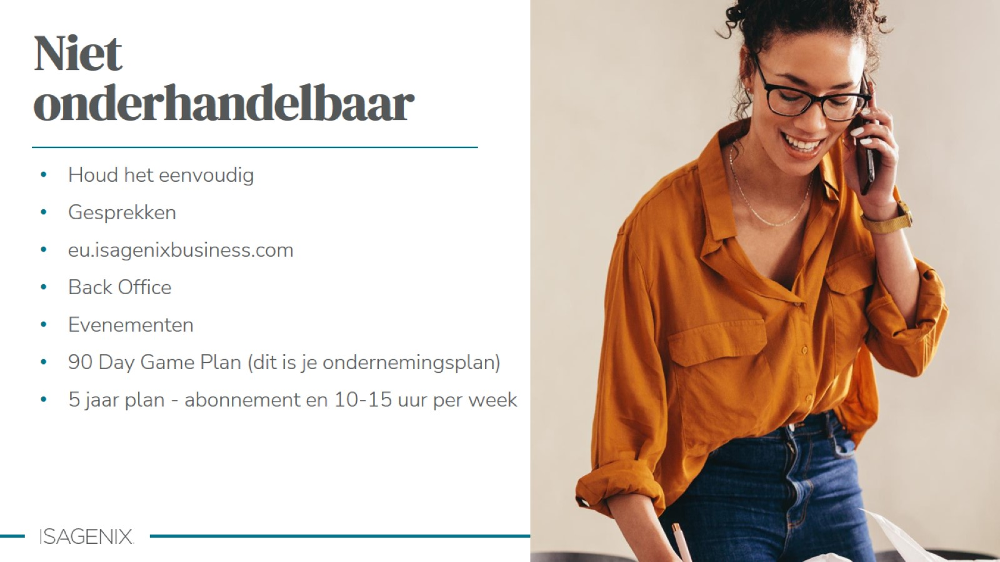 Niet
onderhandelbaar
• Houd het eenvoudig
• Gesprekken
• eu.isagenixbusiness.com
• Back Office
• Evenementen
• 90 Day Game Plan (dit is je ondernemingsplan)
• 5 jaar plan - abonnement en 10-15 uur per week
ISAGENIX